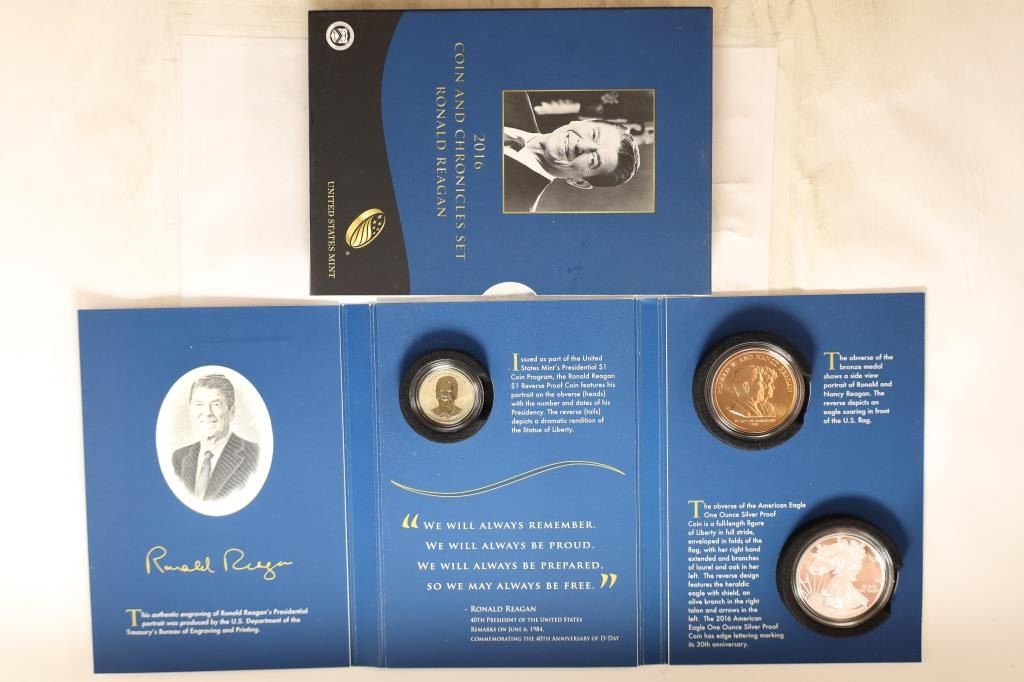 2016
COIN AND CHRONICLES SET
RONALD REAGAN
UNITED STATES MINT
Ronald Reagan
This authentic engraving of Ronald Reagan's Presidential
portrait was produced by the U.S. Department of the
Treasury's Bureau of Engraving and Printing.
Issued as part of the United
States Mint's Presidential $1
Coin Program, the Ronald Reagan
$1 Reverse Proof Coin features his
portrait on the obverse (heads)
with the number and dates of his
Presidency. The reverse (tails)
depicts a dramatic rendition of
the Statue of Liberty.
"WE WILL ALWAYS REMEMBER.
WE WILL ALWAYS BE PROUD.
WE WILL ALWAYS BE PREPARED,
SO WE MAY ALWAYS BE FREE."
- RONALD REAGAN
40TH PRESIDENT OF THE UNITED STATES
REMARKS ON JUNE 6, 1984,
COMMEMORATING THE 40TH ANNIVERSARY OF D-DAY
RONALD W. AND NANCY REAGAN
The obverse of the
bronze medal
shows a side view
portrait of Ronald and
Nancy Reagan. The
reverse depicts an
eagle soaring in front
of the U.S. flag.
The obverse of the American Eagle
One Ounce Silver Proof
Coin is a full-length figure
of Liberty in full stride,
enveloped in folds of the
flag, with her right hand
extended and branches
of laurel and oak in her
left. The reverse design
features the heraldic
eagle with shield, an
olive branch in the right
talon and arrows in the
left. The 2016 American
Eagle One Ounce Silver Proof
Coin has edge lettering marking
its 30th anniversary.